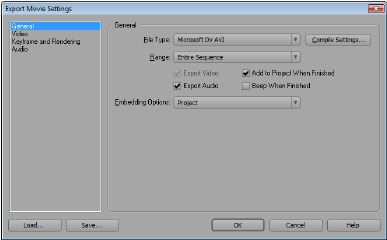 Export Movie Settings
General
Video
Keyframe and Rendering
Audio
General
File Type: Microsoft DV AVI Compile Settings...
Range: Entire Sequence
Export Video Add to Project When Finished
Export Audio Beep When Finished
Embedding Options: Project
Load... Save... OK Cancel Help